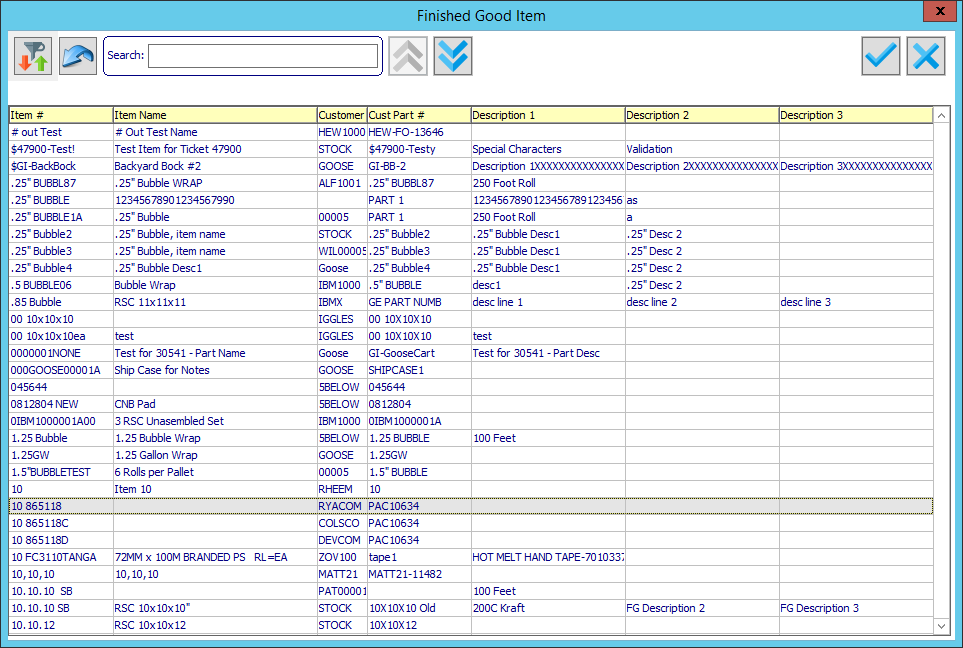 Finished Good Item
Search:
Item # Item Name Customer Cust Part # Description 1 Description 2 Description 3
# out Test # Out Test Name HEW1000 HEW-FO-13646
$47900-Test! Test Item for Ticket 47900 STOCK $47900-Testy Special Characters Validation
$GI-BackBock Backyard Bock #2 GOOSE GI-BB-2 Description 1XXXXXXXXXXXXXXX Description 2XXXXXXXXXXXXXXX Description 3XXXXXXXXXXXXXXX
.25" BUBBL87 .25" Bubble WRAP ALF1001 .25" BUBBL87 250 Foot Roll
.25" BUBBLE 12345678901234567990 PART 1 1234567890123456789123456 as
.25" BUBBLE1A .25" Bubble 00005 PART 1 250 Foot Roll a
.25" Bubble2 .25" Bubble, item name STOCK .25" Bubble2 .25" Bubble Desc1 .25" Desc 2
.25" Bubble3 .25" Bubble, item name WIL00005 .25" Bubble3 .25" Bubble Desc1 .25" Desc 2
.25" Bubble4 .25" Bubble Desc1 Goose .25" Bubble4 .25" Bubble Desc1 .25" Desc 2
.5 BUBBLE06 Bubble Wrap IBM1000 .5" BUBBLE desc1 .25" Desc 2
.85 Bubble RSC 11x11x11 IBMX GE PART NUMB desc line 1 desc line 2 desc line 3
00 10x10x10 IGGLES 00 10X10X10
00 10x10x10ea test IGGLES 00 10X10X10 test
0000001NONE Test for 30541 - Part Name Goose GI-GooseCart Test for 30541 - Part Desc
000GOOSE00001A Ship Case for Notes GOOSE SHIPCASE1
045644 5BELOW 045644
0812804 NEW CNB Pad 5BELOW 0812804
0IBM1000001A00 3 RSC Unasembled Set IBM1000 0IBM1000001A
1.25 Bubble 1.25 Bubble Wrap 5BELOW 1.25 BUBBLE 100 Feet
1.25GW 1.25 Gallon Wrap GOOSE 1.25GW
1.5"BUBBLETEST 6 Rolls per Pallet 00005 1.5" BUBBLE
10 Item 10 RHEEM 10
10 865118 RYACOM PAC10634
10 865118C COLSCO PAC10634
10 865118D DEVCOM PAC10634
10 FC3110TANGA 72MM x 100M BRANDED PS RL=EA ZOV100 tape1 HOT MELT HAND TAPE-7010337
10,10,10 10,10,10 MATT21 MATT21-11482
10.10.10 SB PAT00001 100 Feet
10.10.10 SB RSC 10x10x10" STOCK 10X10X10 Old 200C Kraft FG Description 2 FG Description 3
10.10.12 RSC 10x10x12 STOCK 10X10X12